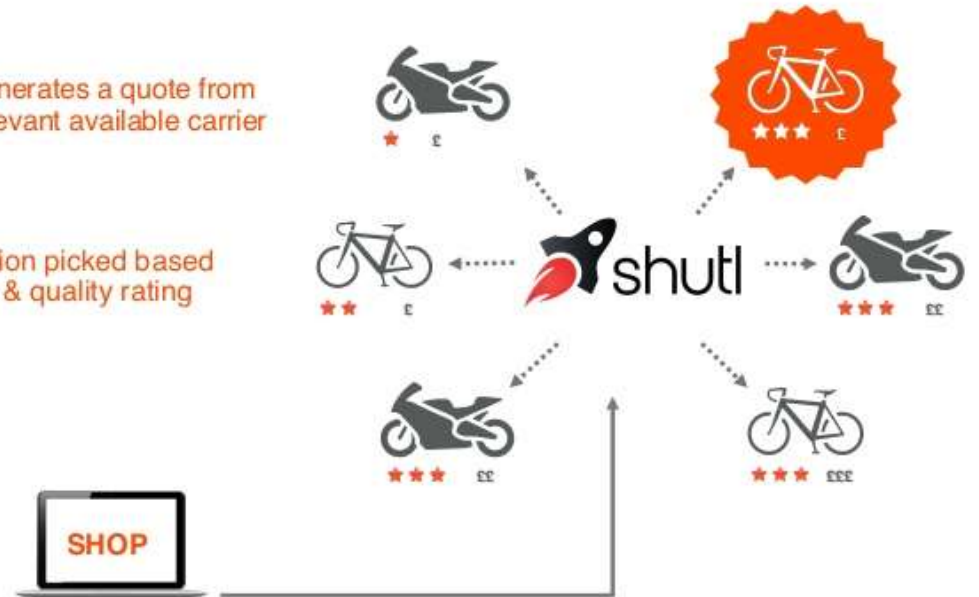 nerates a quote from
evant available carrier
£
£
ion picked based
& quality rating
£
shutl
££
££
£££
SHOP